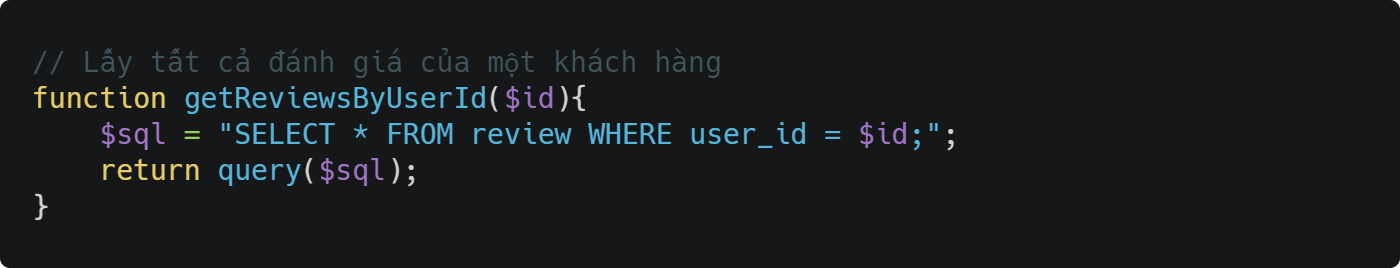 // Lấy tất cả đánh giá của một khách hàng
function getReviewsByUserId($id){
    $sql = "SELECT * FROM review WHERE user_id = $id;";
    return query($sql);
}